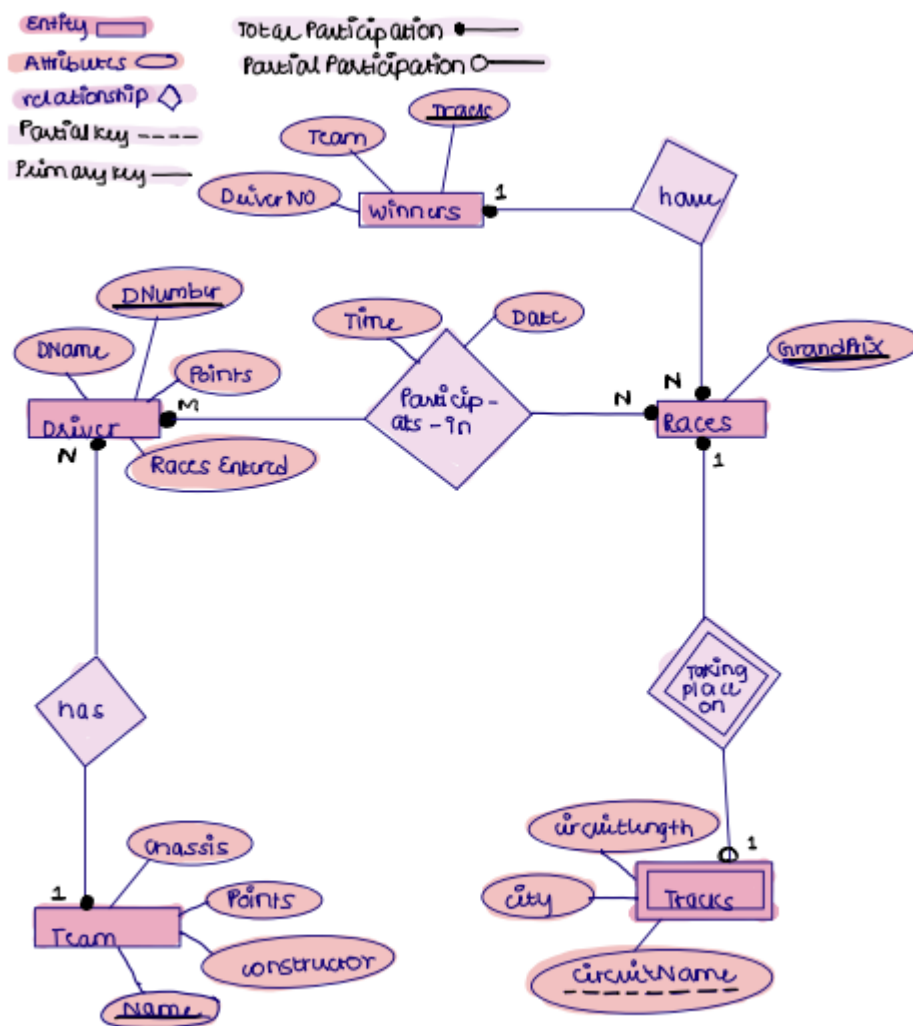 Entity
Attributes
relationship
Partial key
Primary key
Total Participation
Partial Participation
Track
Team
DriverNO
Winners
1
have
DNumber
DName
Points
Time
Date
GrandPrix
Driver
M
Particip-
ats-in
N
N
Races
N
Races Entered
1
has
Taking
place
on
Chassis
circuitlength
1
1
Points
city
Tracks
Team
constructor
circuitName
Name